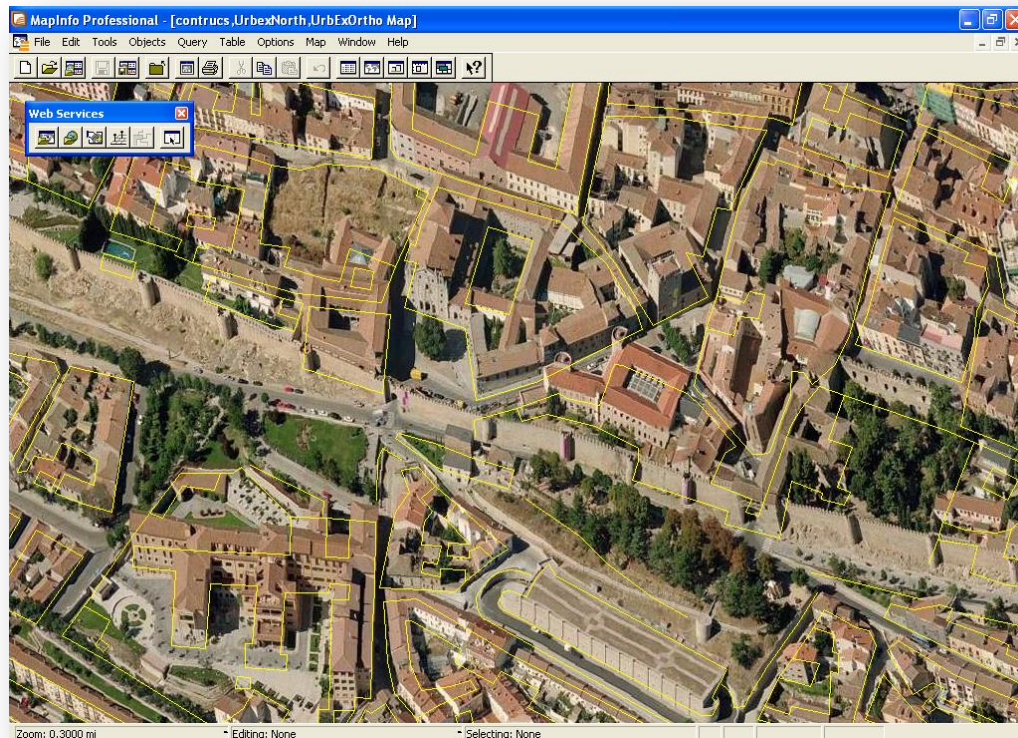 MapInfo Professional - [contrucs,UrbexNorth,UrbExOrtho Map]
File Edit Tools Objects Query Table Options Map Window Help
Web Services
Zoom: 0.3000 mi Editing: None Selecting: None